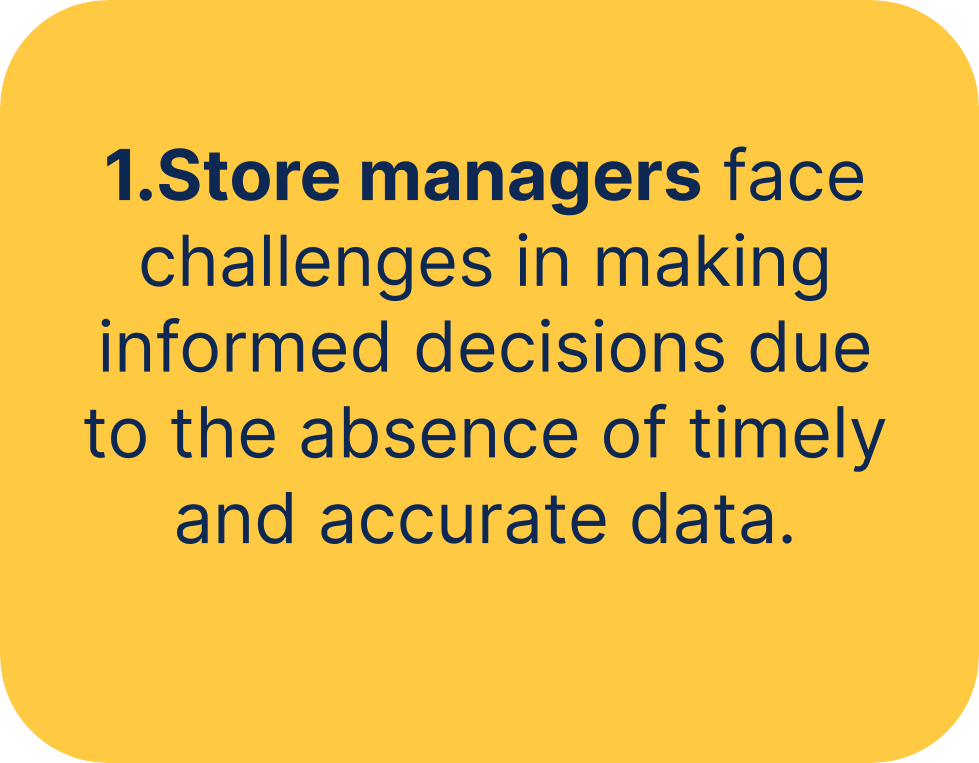 1.Store managers face
challenges in making
informed decisions due
to the absence of timely
and accurate data.